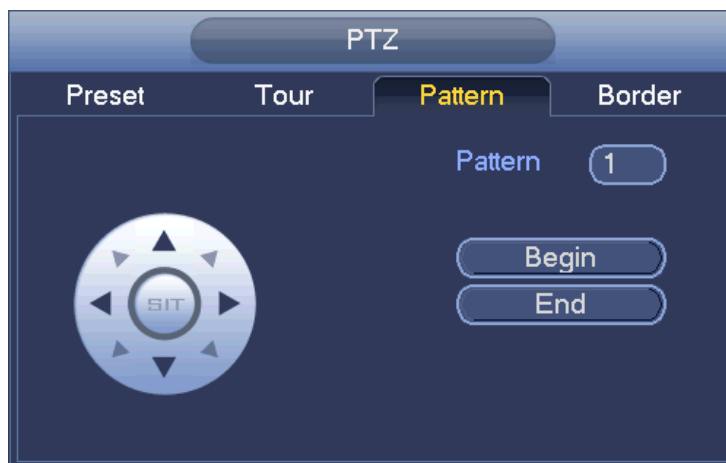 PTZ
Preset Tour Pattern Border
Pattern 1
Begin
SIT
End